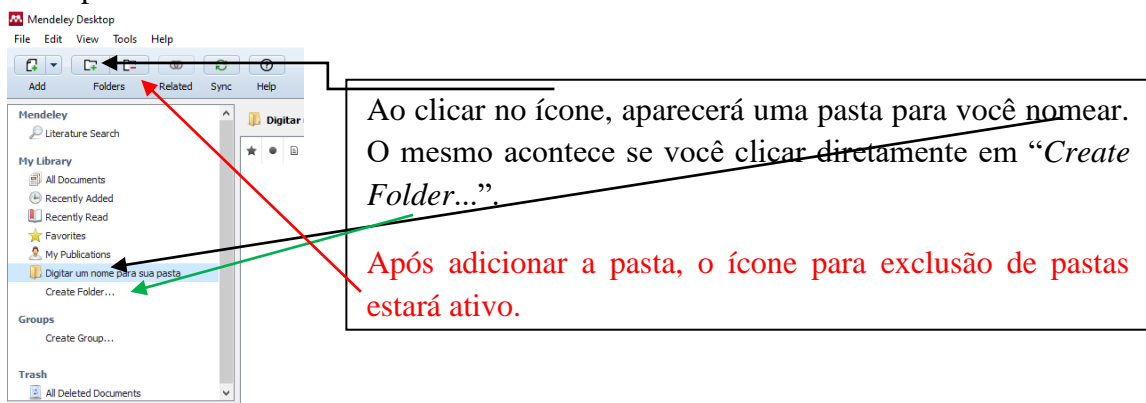 Mendeley Desktop
File Edit View Tools Help
Add Folders Related Sync Help
Mendeley
Literature Search
My Library
All Documents
Recently Added
Recently Read
Favorites
My Publications
Digitar um nome para sua pasta
Create Folder...
Groups
Create Group...
Trash
All Deleted Documents
Digitar
Ao clicar no ícone, aparecerá uma pasta para você nomear.
O mesmo acontece se você clicar diretamente em “Create
Folder...”.
Após adicionar a pasta, o ícone para exclusão de pastas
estará ativo.